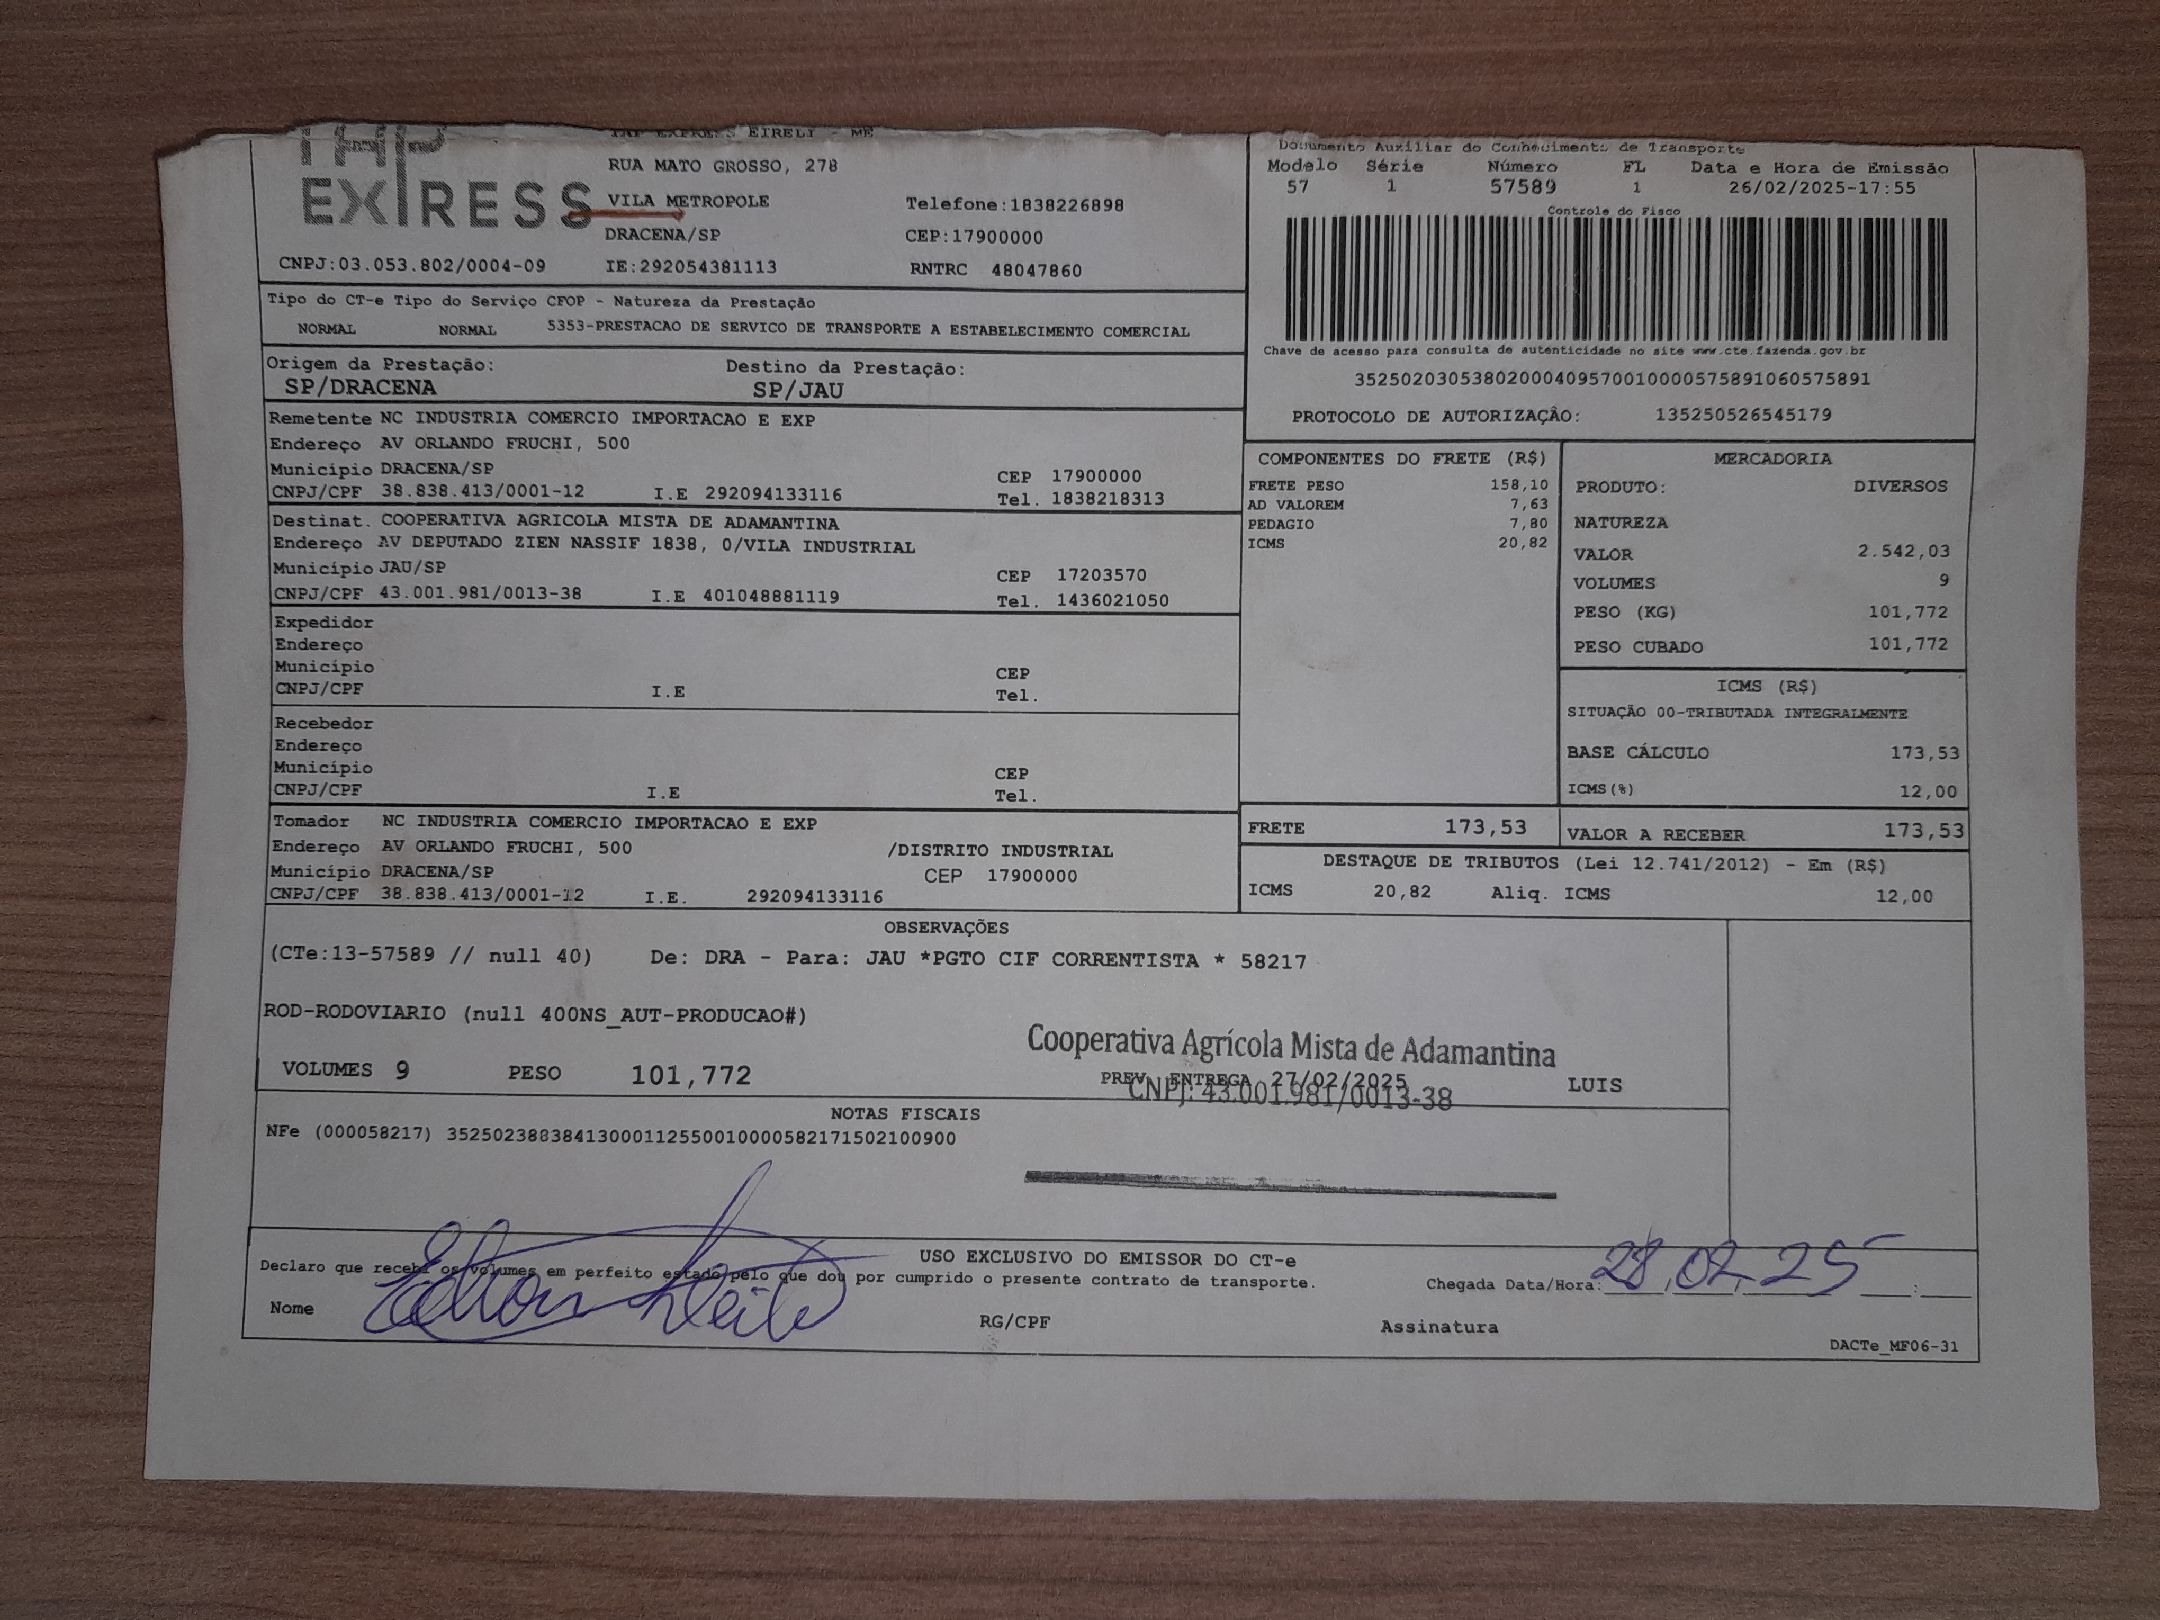 TAP
EXPRESS
TAP EXPRESS EIRELI - ME
RUA MATO GROSSO, 278
VILA METROPOLE
Telefone:1838226898
DRACENA/SP
CEP:17900000
CNPJ:03.053.802/0004-09
IE:292054381113
RNTRC 48047860
Documento Auxiliar do Conhecimento de Transporte
Modelo Série Número FL Data e Hora de Emissão
57 1 57589 1 26/02/2025-17:55
Controle do Fisco
Chave de acesso para consulta de autenticidade no site www.cte.fazenda.gov.br
35250203053802000409570010000575891060575891
PROTOCOLO DE AUTORIZAÇÂO: 135250526545179
Tipo do CT-e Tipo do Serviço CFOP - Natureza da Prestação
NORMAL NORMAL 5353-PRESTACAO DE SERVICO DE TRANSPORTE A ESTABELECIMENTO COMERCIAL
Origem da Prestação: Destino da Prestação:
SP/DRACENA SP/JAU
Remetente NC INDUSTRIA COMERCIO IMPORTACAO E EXP
Endereço AV ORLANDO FRUCHI, 500
Município DRACENA/SP CEP 17900000
CNPJ/CPF 38.838.413/0001-12 I.E 292094133116 Tel. 1838218313
Destinat. COOPERATIVA AGRICOLA MISTA DE ADAMANTINA
Endereço AV DEPUTADO ZIEN NASSIF 1838, 0/VILA INDUSTRIAL
Município JAU/SP CEP 17203570
CNPJ/CPF 43.001.981/0013-38 I.E 401048881119 Tel. 1436021050
Expedidor
Endereço
Município CEP
CNPJ/CPF I.E Tel.
Recebedor
Endereço
Município CEP
CNPJ/CPF I.E Tel.
Tomador NC INDUSTRIA COMERCIO IMPORTACAO E EXP
Endereço AV ORLANDO FRUCHI, 500 /DISTRITO INDUSTRIAL
Município DRACENA/SP CEP 17900000
CNPJ/CPF 38.838.413/0001-12 I.E. 292094133116
COMPONENTES DO FRETE (R$)
FRETE PESO 158,10
AD VALOREM 7,63
PEDAGIO 7,80
ICMS 20,82
MERCADORIA
PRODUTO: DIVERSOS
NATUREZA
VALOR 2.542,03
VOLUMES 9
PESO (KG) 101,772
PESO CUBADO 101,772
ICMS (R$)
SITUAÇÃO 00-TRIBUTADA INTEGRALMENTE
BASE CÁLCULO 173,53
ICMS(%) 12,00
FRETE 173,53 VALOR A RECEBER 173,53
DESTAQUE DE TRIBUTOS (Lei 12.741/2012) - Em (R$)
ICMS 20,82 Aliq. ICMS 12,00
OBSERVAÇÕES
(CTe:13-57589 // null 40) De: DRA - Para: JAU *PGTO CIF CORRENTISTA * 58217
ROD-RODOVIARIO (null 400NS_AUT-PRODUCAO#)
Cooperativa Agrícola Mista de Adamantina
VOLUMES 9 PESO 101,772 PREV. ENTREGA 27/02/2025 LUIS
CNPJ: 43.001.981/0013-38
NOTAS FISCAIS
NFe (000058217) 35250238838413000112550010000582171502100900
USO EXCLUSIVO DO EMISSOR DO CT-e
Declaro que recebi os volumes em perfeito estado pelo que dou por cumprido o presente contrato de transporte. Chegada Data/Hora: 28 02 25
Nome RG/CPF Assinatura
DACTe_MF06-31